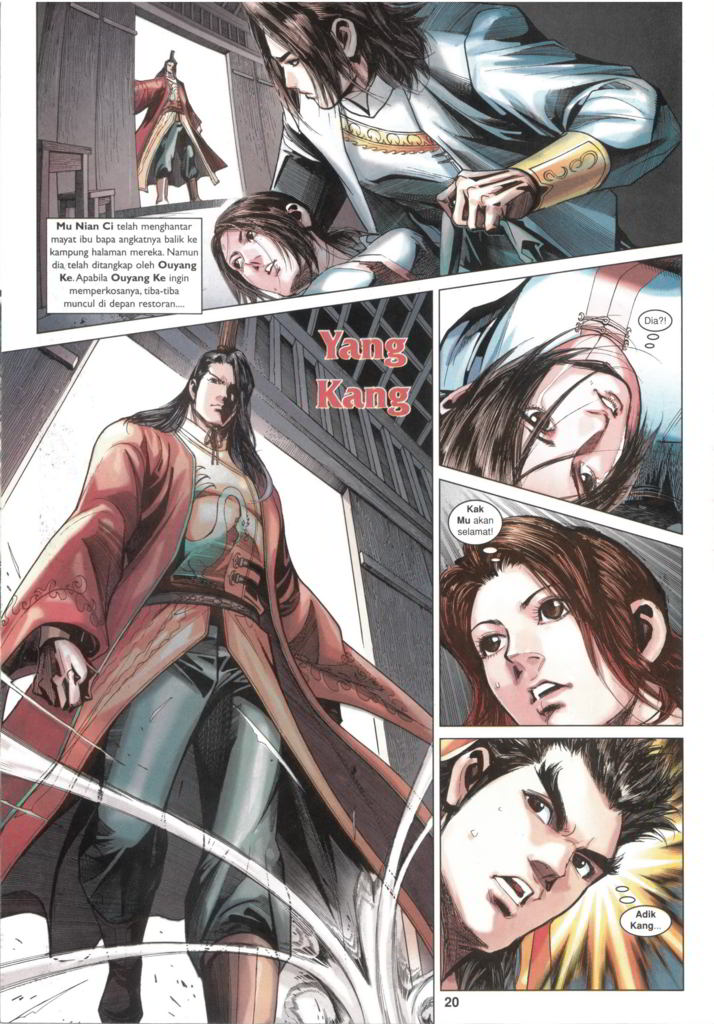 Mu Nian Ci telah menghantar
mayat ibu bapa angkatnya balik ke
kampung halaman mereka. Namun
dia telah ditangkap oleh Ouyang
Ke. Apabila Ouyang Ke ingin
memperkosanya, tiba-tiba
muncul di depan restoran....
Yang
Kang
Dia?!
Kak
Mu akan
selamat!
Adik
Kang...
20